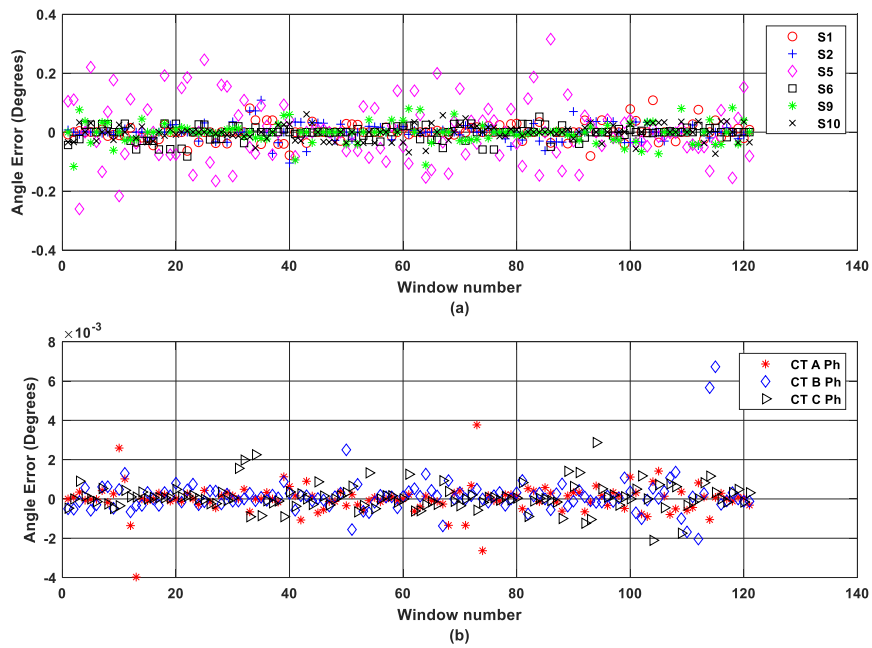 0.4
0.2
0
-0.2
-0.4
Angle Error (Degrees)
S1
S2
S5
S6
S9
S10
0 20 40 60 80 100 120 140
Window number
(a)
×10-3
8
6
4
2
0
-2
-4
Angle Error (Degrees)
CT A Ph
CT B Ph
CT C Ph
0 20 40 60 80 100 120 140
Window number
(b)